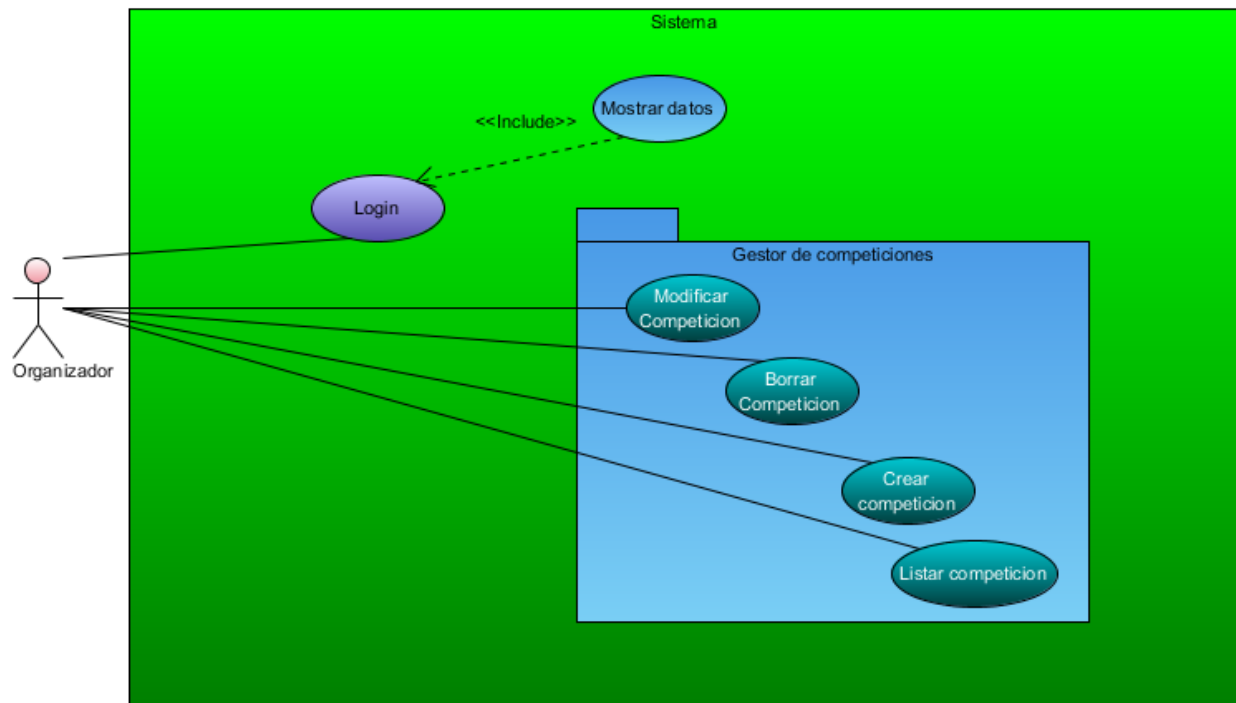 Sistema
Mostrar datos
<<Include>>
Login
Gestor de competiciones
Modificar
Competicion
Organizador
Borrar
Competicion
Crear
competicion
Listar competicion